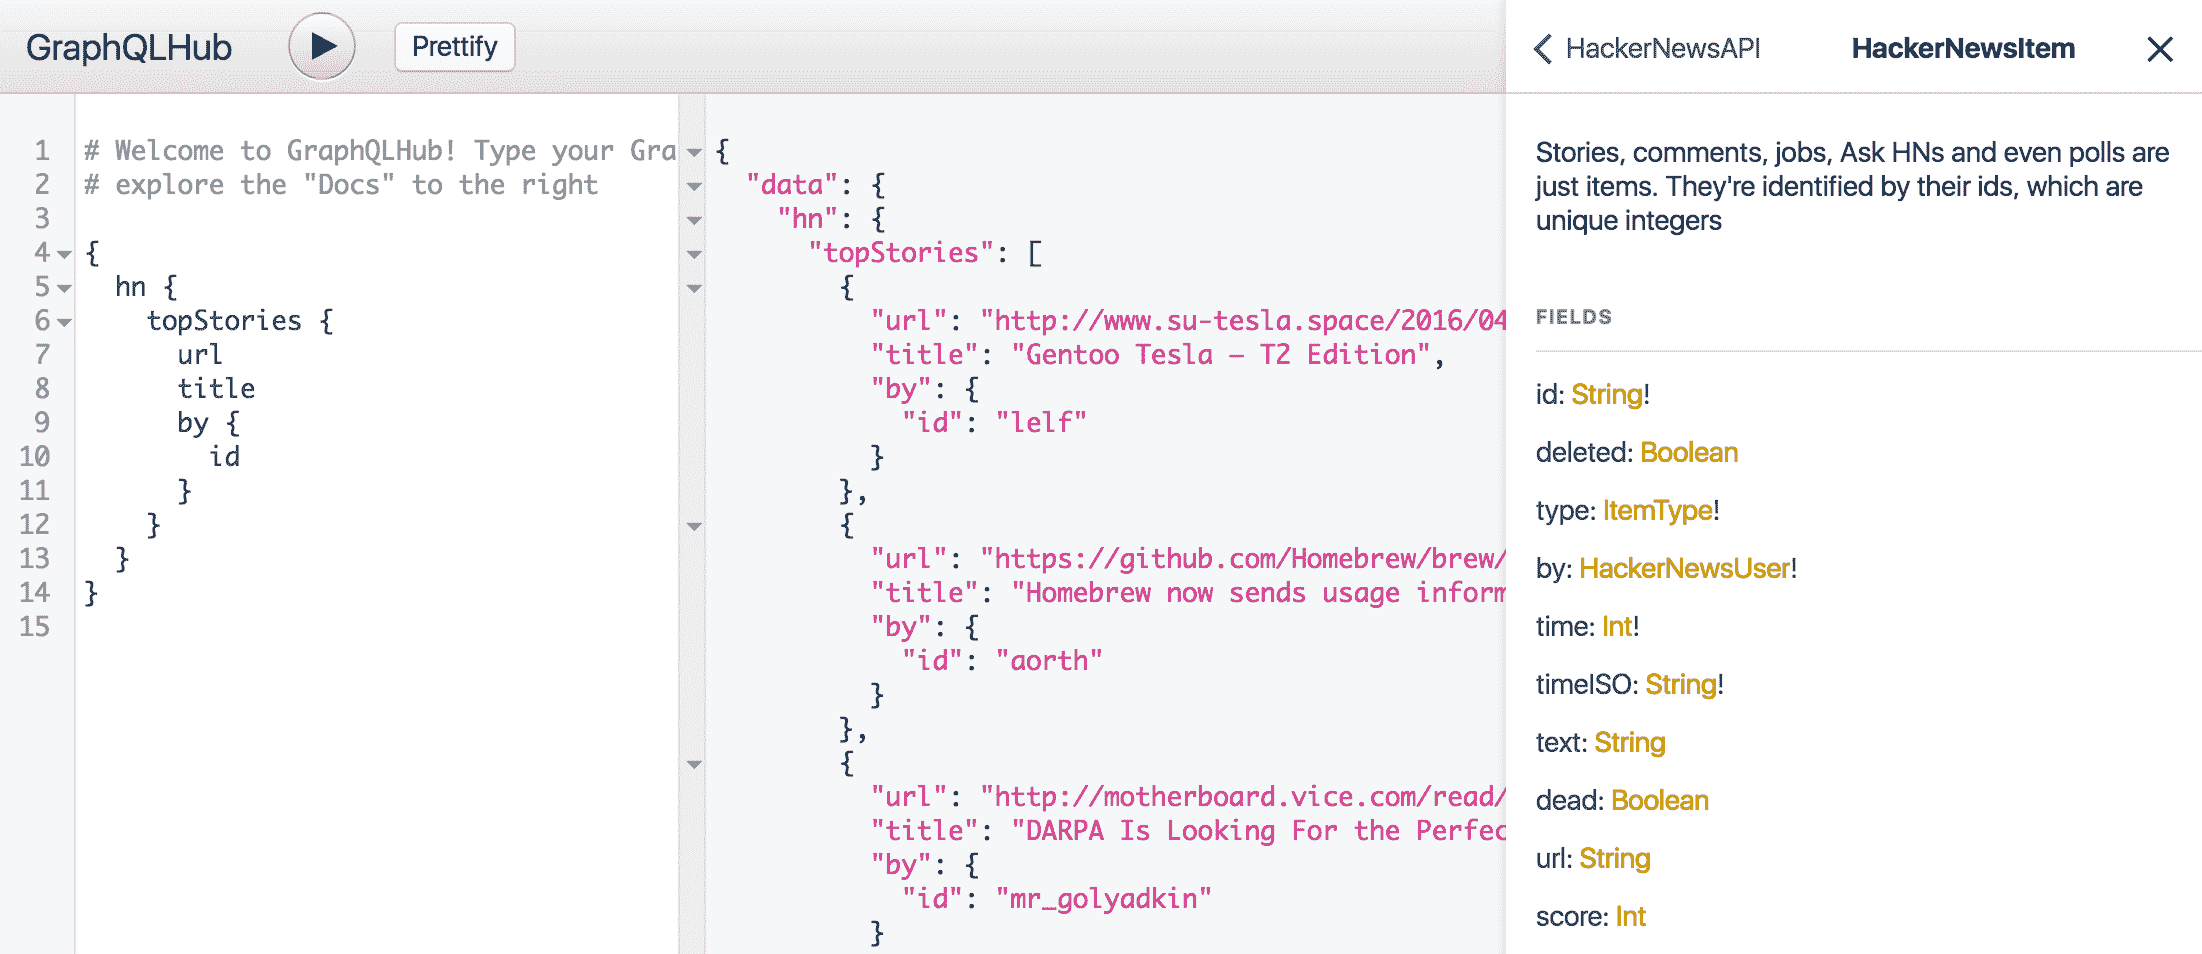 GraphQLHub
Prettify
1 # Welcome to GraphQLHub! Type your Gra
2 # explore the "Docs" to the right
3
4 {
5 hn {
6 topStories {
7 url
8 title
9 by {
10 id
11 }
12 }
13 }
14 }
15
{
"data": {
"hn": {
"topStories": [
{
"url": "http://www.su-tesla.space/2016/04
"title": "Gentoo Tesla – T2 Edition",
"by": {
"id": "lelf"
}
},
{
"url": "https://github.com/Homebrew/brew/
"title": "Homebrew now sends usage inform
"by": {
"id": "aorth"
}
},
{
"url": "http://motherboard.vice.com/read/
"title": "DARPA Is Looking For the Perfec
"by": {
"id": "mr_golyadkin"
}
HackerNewsAPI
HackerNewsItem
Stories, comments, jobs, Ask HNs and even polls are
just items. They're identified by their ids, which are
unique integers
FIELDS
id: String!
deleted: Boolean
type: ItemType!
by: HackerNewsUser!
time: Int!
timeISO: String!
text: String
dead: Boolean
url: String
score: Int